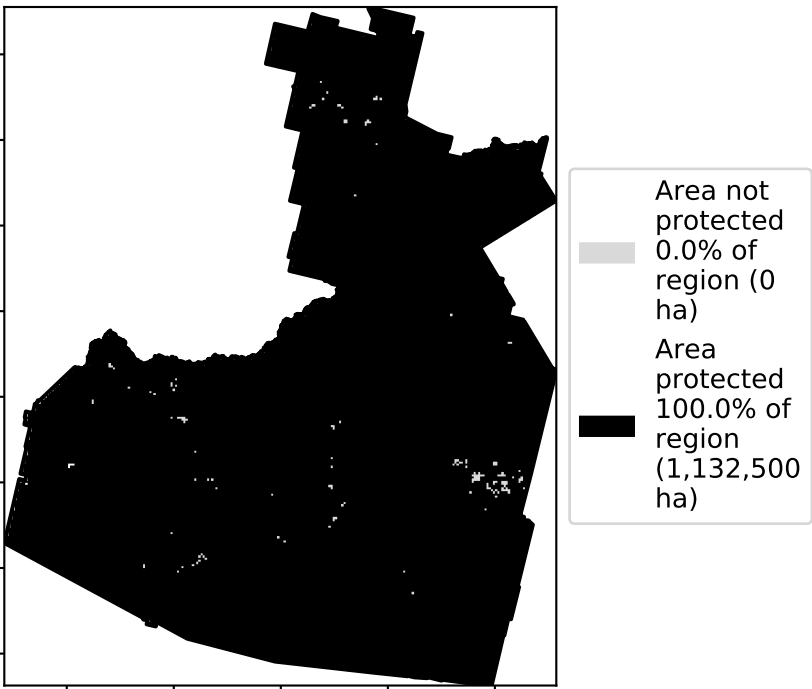 Area not
protected
0.0% of
region (0
ha)
Area
protected
100.0% of
region
(1,132,500
ha)